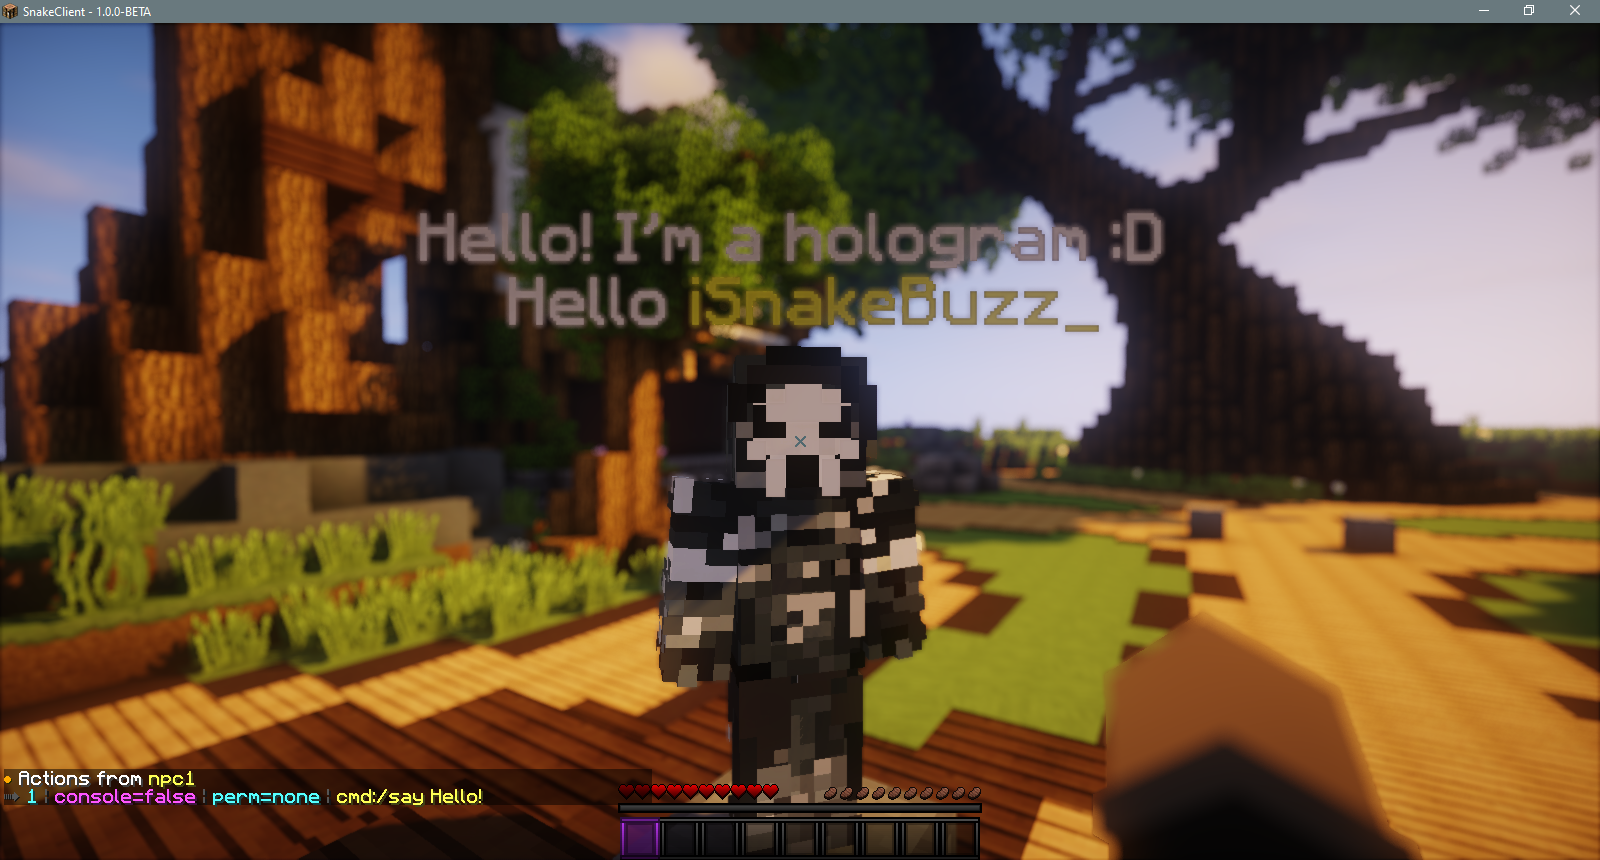 SnakeClient - 1.0.0-BETA
Hello! I'm a hologram :D
Hello iSnakeBuzz_
Actions from npc1
1 | console=false | perm=none | cmd:/say Hello!